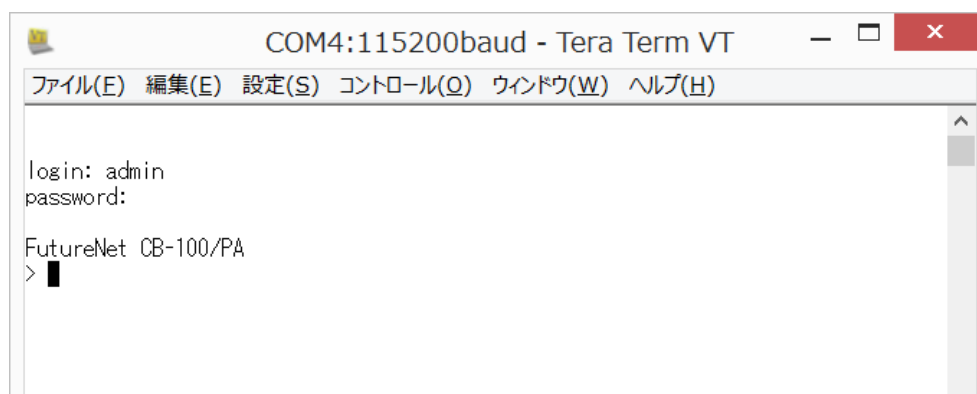 COM4:115200baud - Tera Term VT
ファイル(F) 編集(E) 設定(S) コントロール(O) ウィンドウ(W) ヘルプ(H)
login: admin
password:
FutureNet CB-100/PA
>